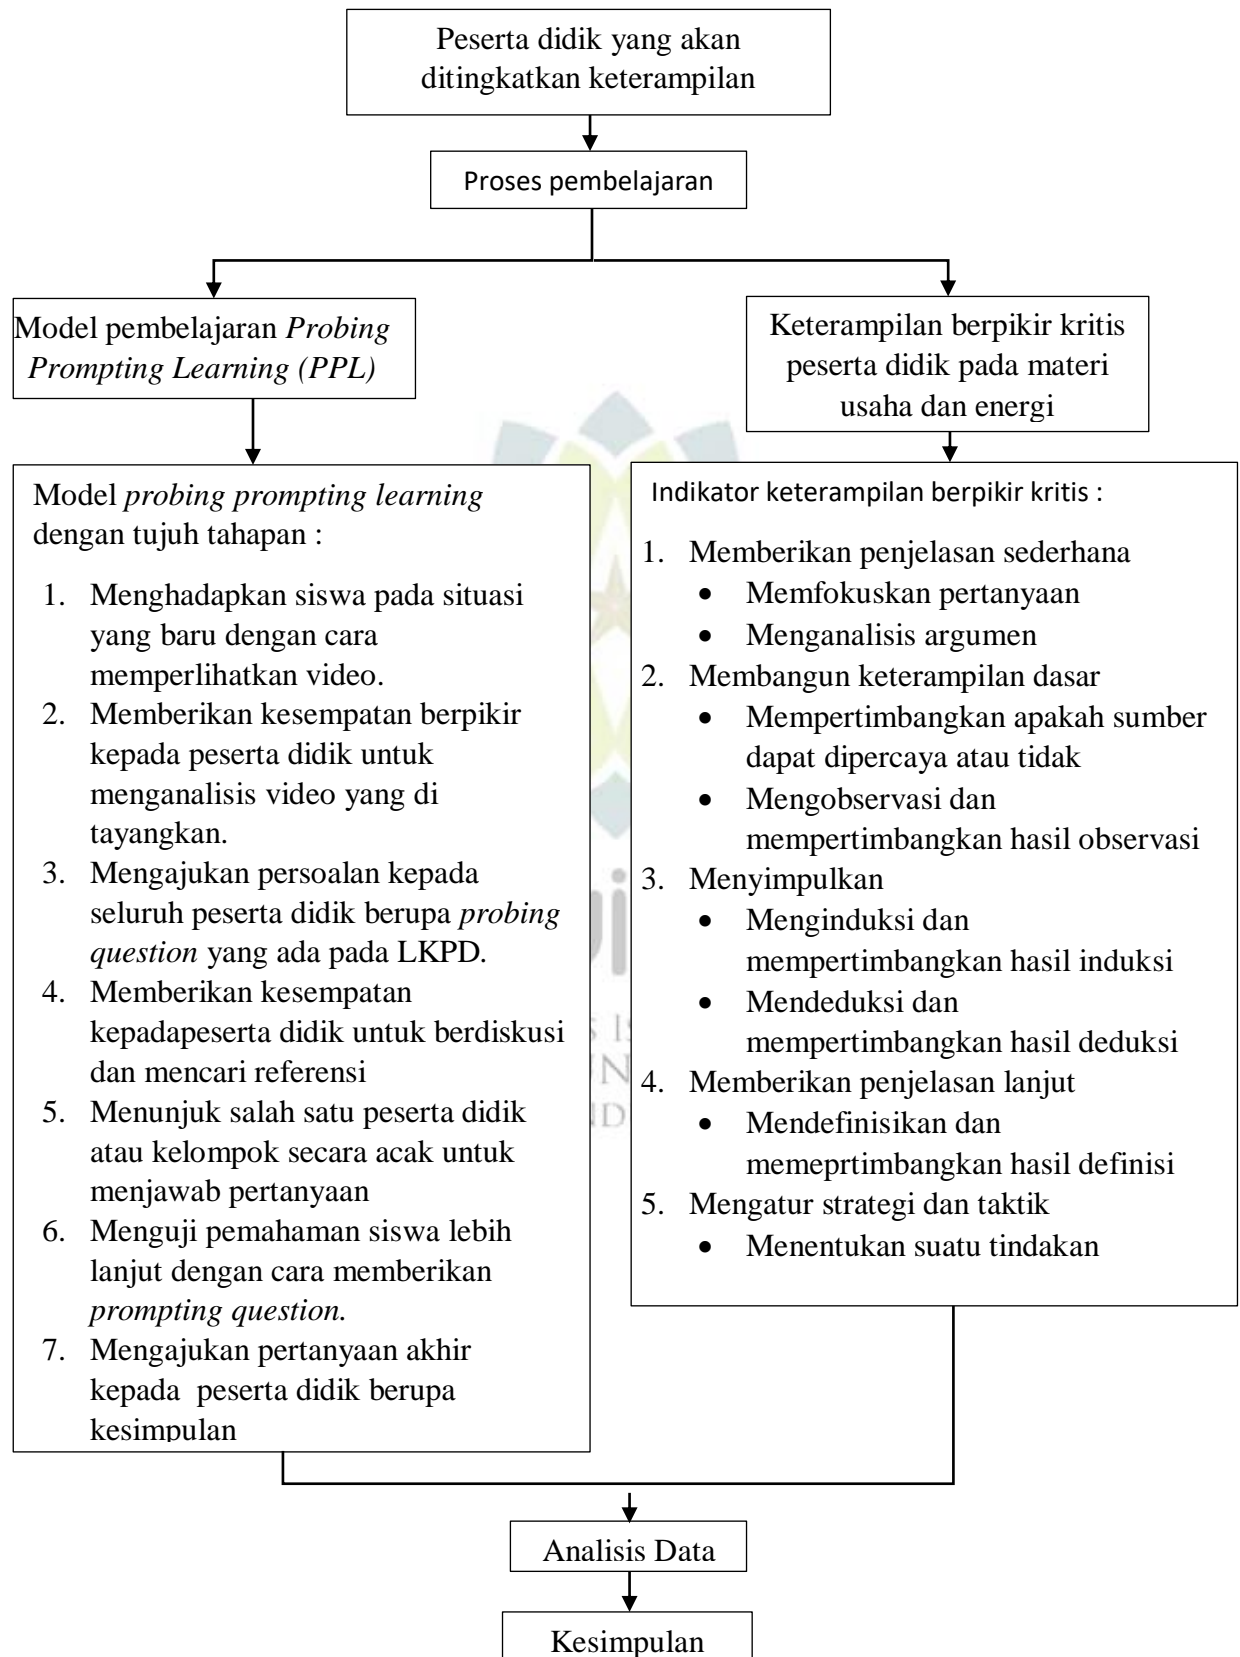 Peserta didik yang akan
ditingkatkan keterampilan
Proses pembelajaran
Model pembelajaran Probing
Prompting Learning (PPL)
Keterampilan berpikir kritis
peserta didik pada materi
usaha dan energi
Model probing prompting learning
dengan tujuh tahapan :
1. Menghadapkan siswa pada situasi
yang baru dengan cara
memperlihatkan video.
2. Memberikan kesempatan berpikir
kepada peserta didik untuk
menganalisis video yang di
tayangkan.
3. Mengajukan persoalan kepada
seluruh peserta didik berupa probing
question yang ada pada LKPD.
4. Memberikan kesempatan
kepadapeserta didik untuk berdiskusi
dan mencari referensi
5. Menunjuk salah satu peserta didik
atau kelompok secara acak untuk
menjawab pertanyaan
6. Menguji pemahaman siswa lebih
lanjut dengan cara memberikan
prompting question.
7. Mengajukan pertanyaan akhir
kepada peserta didik berupa
kesimpulan
Indikator keterampilan berpikir kritis :
1. Memberikan penjelasan sederhana
• Memfokuskan pertanyaan
• Menganalisis argumen
2. Membangun keterampilan dasar
• Mempertimbangkan apakah sumber
dapat dipercaya atau tidak
• Mengobservasi dan
mempertimbangkan hasil observasi
3. Menyimpulkan
• Menginduksi dan
mempertimbangkan hasil induksi
• Mendeduksi dan
mempertimbangkan hasil deduksi
4. Memberikan penjelasan lanjut
• Mendefinisikan dan
memeprtimbangkan hasil definisi
5. Mengatur strategi dan taktik
• Menentukan suatu tindakan
Analisis Data
Kesimpulan